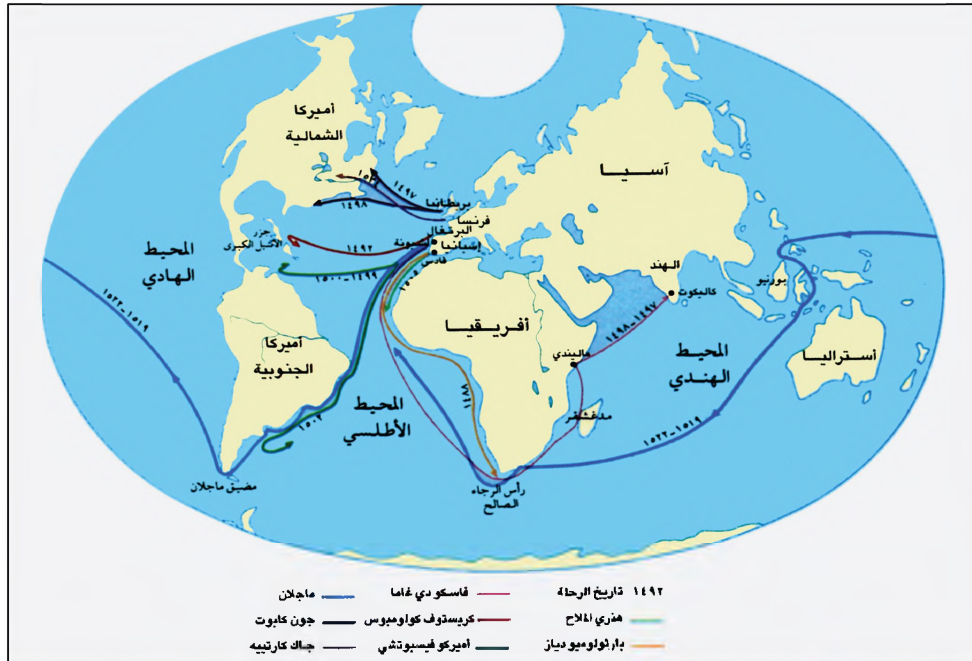 أميركا
الشمالية
آسيا
١٤٩٧
١٤٩٨
بريطانيا
فرنسا
البرتغال
إسبانيا
قادس
جزر
الأنتيل الكبرى
١٤٩٢
١٤٩٩-١٥٠٠
المحيط
الهادي
١٥١٩-١٥٢٢
أميركا
الجنوبية
أفريقيا
الهند
كاليكوت
١٤٩٧-١٤٩٨
ماليندي
بورنيو
أستراليا
المحيط
الهندي
المحيط
الأطلسي
١٤٨٨
١٥٠٢
مدغشقر
١٥١٩-١٥٢٢
مضيق ماجلان
رأس الرجاء
الصالح
١٤٩٢ تاريخ الرحلة
فاسكو دي غاما
ماجلان
هنري الملاح
كريستوف كولومبوس
جون كابوت
بارثولوميو دياز
أميركو فيسبوتشي
جاك كارتييه